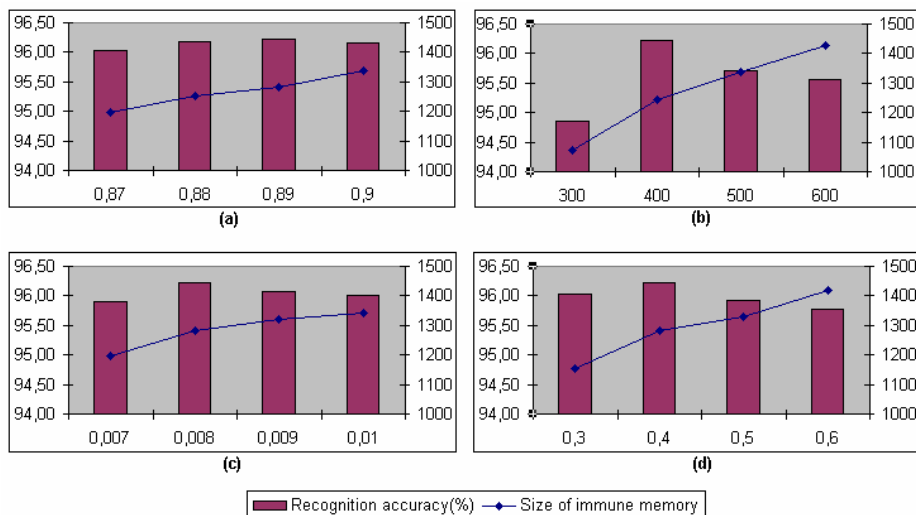 96,50 1500 96,50 1500
96,00 1400 96,00 1400
95,50 1300 95,50 1300
95,00 1200 95,00 1200
94,50 1100 94,50 1100
94,00 1000 94,00 1000
0,87 0,88 0,89 0,9 300 400 500 600
(a) (b)
96,50 1500 96,50 1500
96,00 1400 96,00 1400
95,50 1300 95,50 1300
95,00 1200 95,00 1200
94,50 1100 94,50 1100
94,00 1000 94,00 1000
0,007 0,008 0,009 0,01 0,3 0,4 0,5 0,6
(c) (d)
Recognition accuracy(%) Size of immune memory